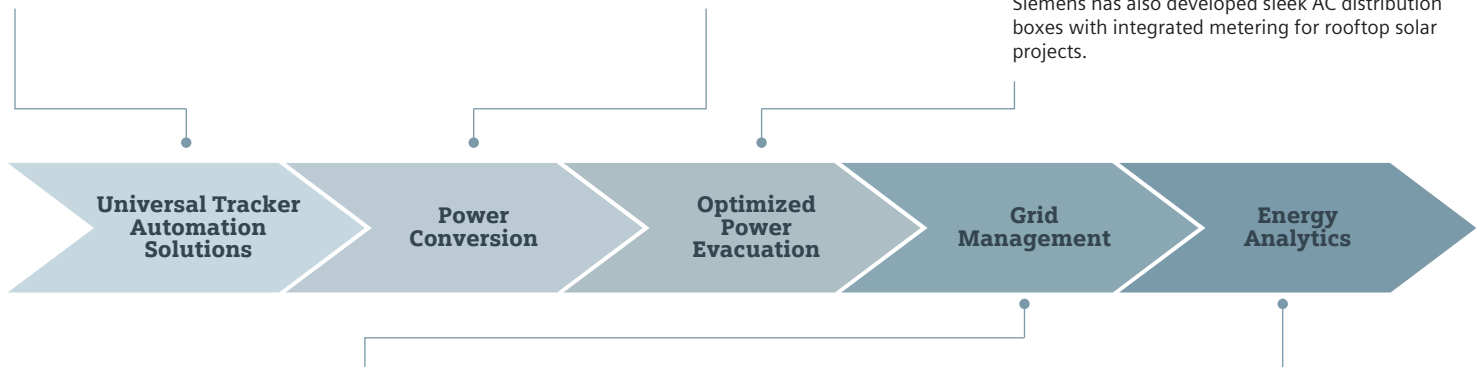 Siemens has also developed sleek AC distribution
boxes with integrated metering for rooftop solar
projects.
Universal Tracker
Automation
Solutions
Power
Conversion
Optimized
Power
Evacuation
Grid
Management
Energy
Analytics